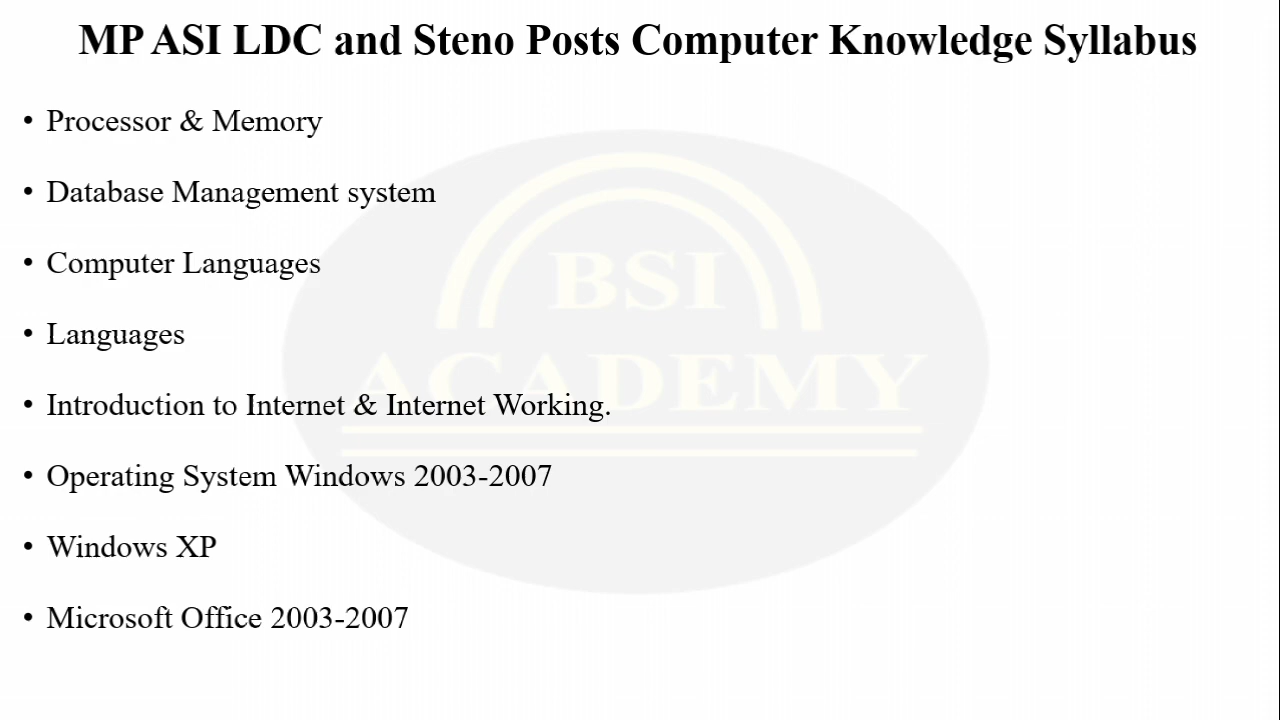 MP ASI LDC and Steno Posts Computer Knowledge Syllabus
• Processor & Memory
• Database Management system
• Computer Languages
• Languages
• Introduction to Internet & Internet Working.
• Operating System Windows 2003-2007
• Windows XP
• Microsoft Office 2003-2007
BSI
ACADEMY